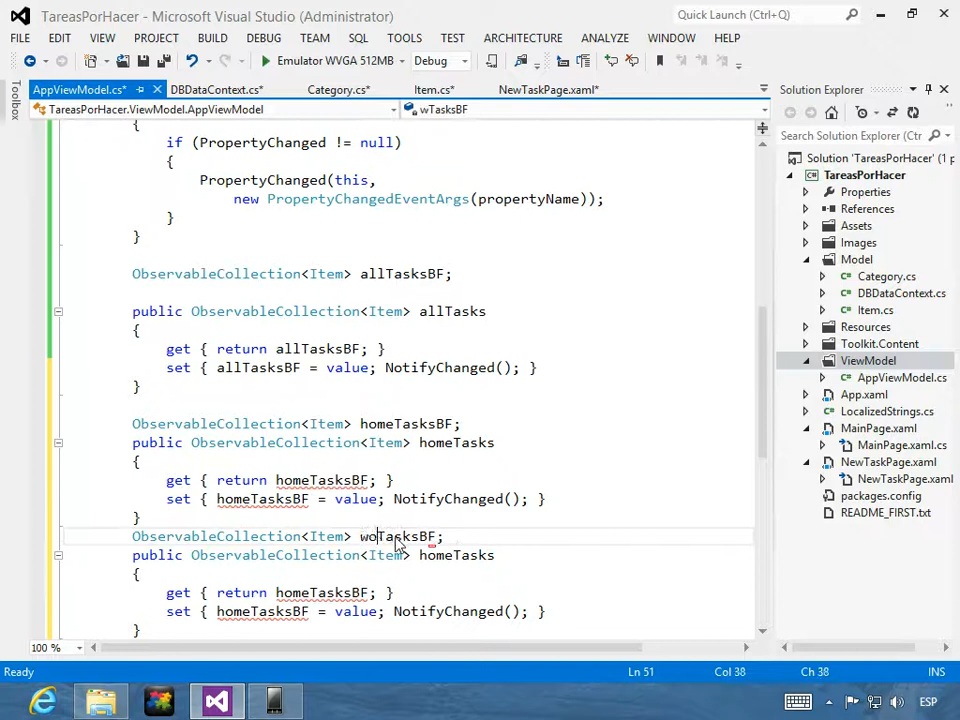 TareasPorHacer - Microsoft Visual Studio (Administrator)
Quick Launch (Ctrl+Q)
FILE EDIT VIEW PROJECT BUILD DEBUG TEAM SQL TOOLS TEST ARCHITECTURE ANALYZE WINDOW HELP
Emulator WVGA 512MB Debug
Toolbox
AppViewModel.cs* DBDataContext.cs* Category.cs* Item.cs* NewTaskPage.xaml*
TareasPorHacer.ViewModel.AppViewModel wTasksBF
{
if (PropertyChanged != null)
{
PropertyChanged(this,
new PropertyChangedEventArgs(propertyName));
}
}
ObservableCollection<Item> allTasksBF;
public ObservableCollection<Item> allTasks
{
get { return allTasksBF; }
set { allTasksBF = value; NotifyChanged(); }
}
ObservableCollection<Item> homeTasksBF;
public ObservableCollection<Item> homeTasks
{
get { return homeTasksBF; }
set { homeTasksBF = value; NotifyChanged(); }
}
ObservableCollection<Item> woTasksBF;
public ObservableCollection<Item> homeTasks
{
get { return homeTasksBF; }
set { homeTasksBF = value; NotifyChanged(); }
}
100 %
Solution Explorer
Search Solution Explorer (Ctr
Solution 'TareasPorHacer' (1 p
TareasPorHacer
Properties
References
Assets
Images
Model
Category.cs
DBDataContext.cs
Item.cs
Resources
Toolkit.Content
ViewModel
AppViewModel.cs
App.xaml
LocalizedStrings.cs
MainPage.xaml
MainPage.xaml.cs
NewTaskPage.xaml
NewTaskPage.xaml
packages.config
README_FIRST.txt
Ready Ln 51 Col 38 Ch 38 INS
ESP